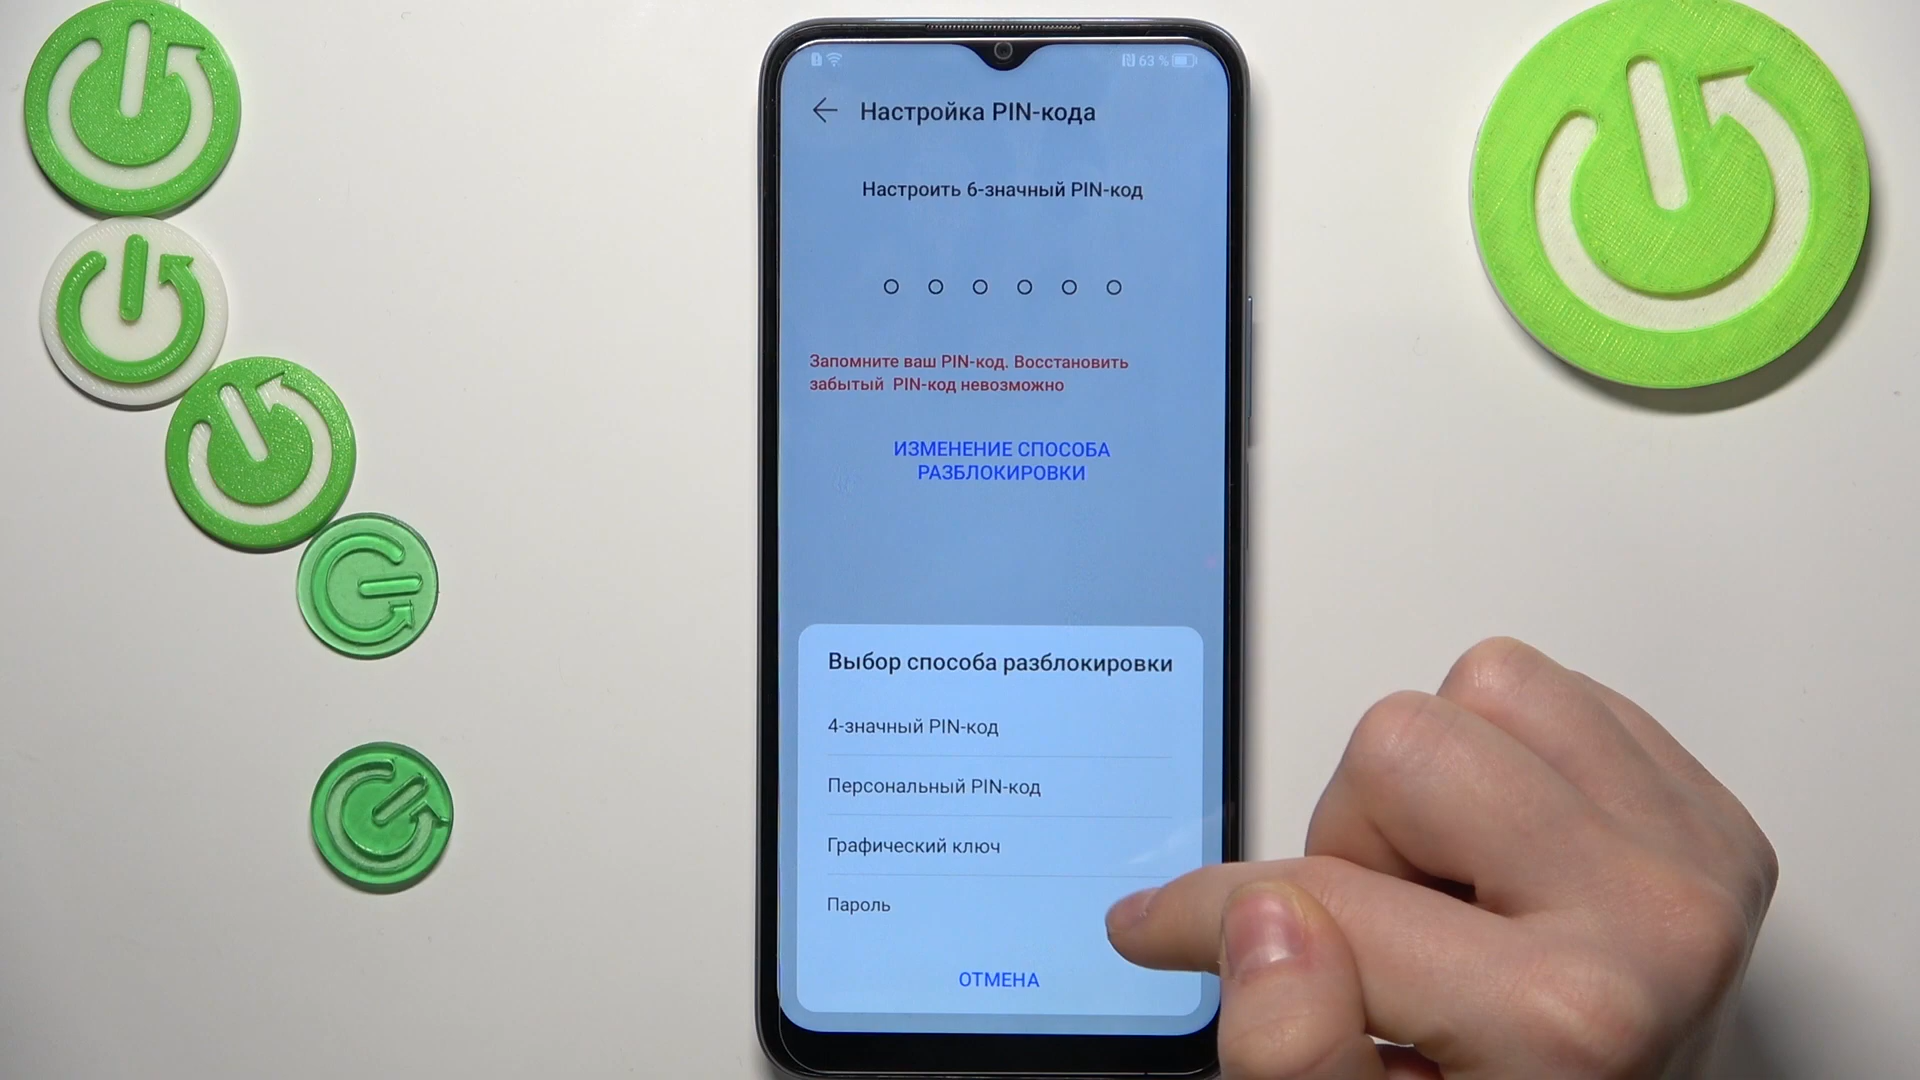 63 %
Настройка PIN-кода
Настроить 6-значный PIN-код
Запомните ваш PIN-код. Восстановить
забытый PIN-код невозможно
ИЗМЕНЕНИЕ СПОСОБА
РАЗБЛОКИРОВКИ
Выбор способа разблокировки
4-значный PIN-код
Персональный PIN-код
Графический ключ
Пароль
ОТМЕНА